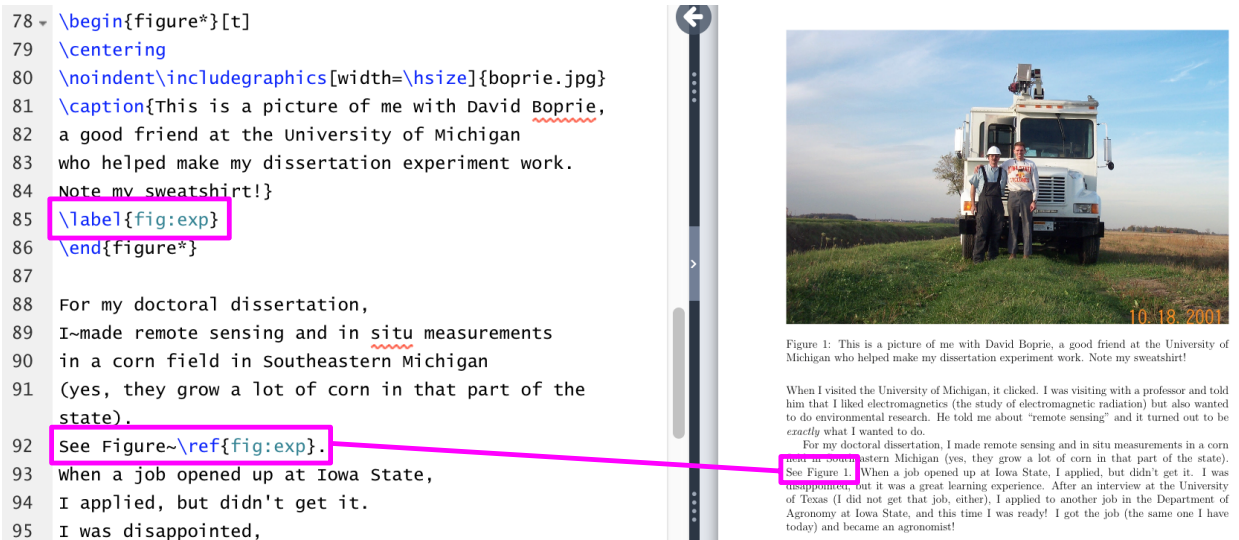 78 \begin{figure*}[t]
79 \centering
80 \noindent\includegraphics[width=\hsize]{boprie.jpg}
81 \caption{This is a picture of me with David Boprie,
82 a good friend at the University of Michigan
83 who helped make my dissertation experiment work.
84 Note my sweatshirt!}
85 \label{fig:exp}
86 \end{figure*}
87
88 For my doctoral dissertation,
89 I~made remote sensing and in situ measurements
90 in a corn field in Southeastern Michigan
91 (yes, they grow a lot of corn in that part of the
state).
92 See Figure~\ref{fig:exp}.
93 When a job opened up at Iowa State,
94 I applied, but didn't get it.
95 I was disappointed,
10.18.2001
Figure 1: This is a picture of me with David Boprie, a good friend at the University of
Michigan who helped make my dissertation experiment work. Note my sweatshirt!
When I visited the University of Michigan, it clicked. I was visiting with a professor and told
him that I liked electromagnetics (the study of electromagnetic radiation) but also wanted
to do environmental research. He told me about “remote sensing” and it turned out to be
exactly what I wanted to do.
For my doctoral dissertation, I made remote sensing and in situ measurements in a corn
field in Southeastern Michigan (yes, they grow a lot of corn in that part of the state).
See Figure 1. When a job opened up at Iowa State, I applied, but didn't get it. I was
disappointed, but it was a great learning experience. After an interview at the University
of Texas (I did not get that job, either), I applied to another job in the Department of
Agronomy at Iowa State, and this time I was ready! I got the job (the same one I have
today) and became an agronomist!